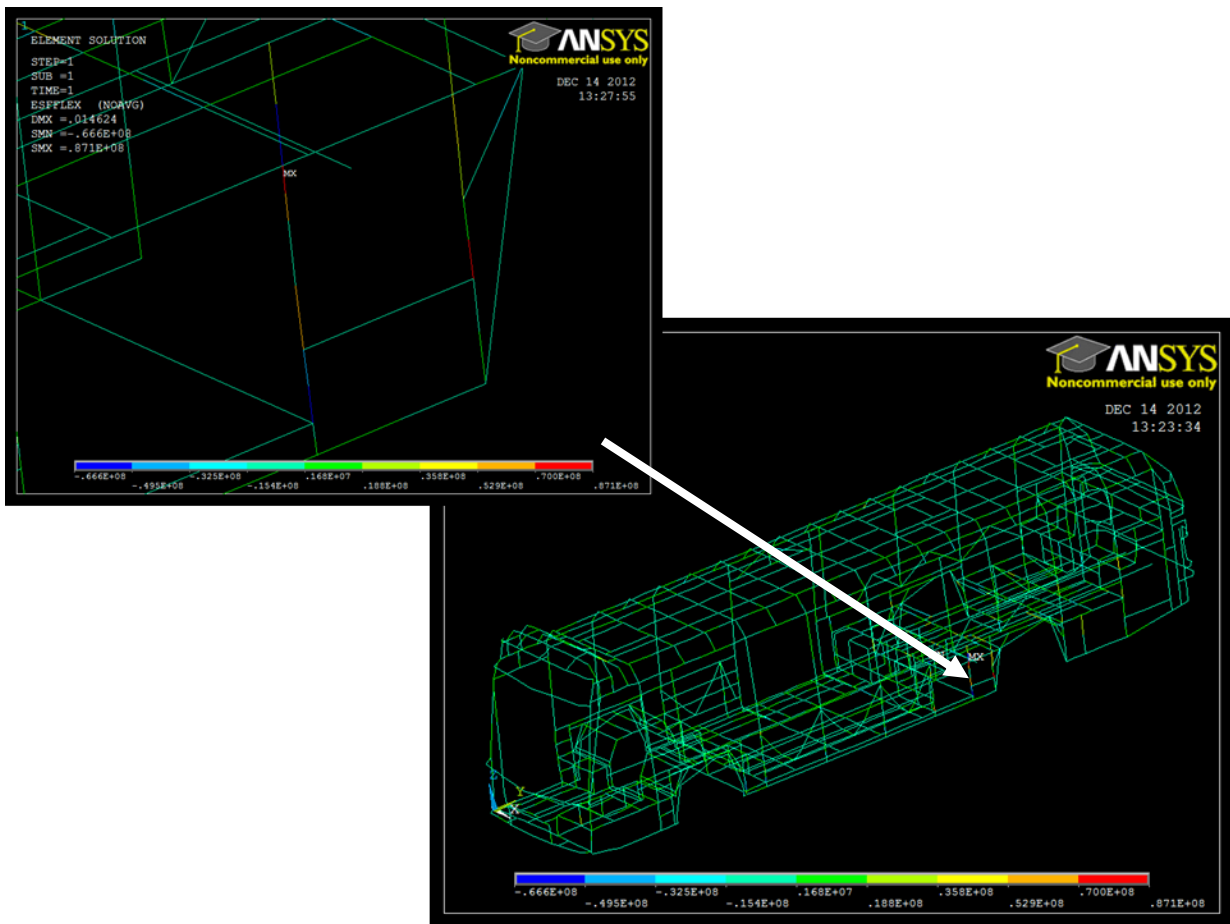 1
ELEMENT SOLUTION
STEP=1
SUB =1
TIME=1
ESFFLEX (NOAVG)
DMX =.014624
SMN =-.666E+08
SMX =.871E+08
ANSYS
Noncommercial use only
DEC 14 2012
13:27:55
MX
-.666E+08 -.325E+08 .168E+07 .358E+08 .700E+08
-.495E+08 -.154E+08 .188E+08 .529E+08 .871E+08
ANSYS
Noncommercial use only
DEC 14 2012
13:23:34
MX
Y
X
-.666E+08 -.325E+08 .168E+07 .358E+08 .700E+08
-.495E+08 -.154E+08 .188E+08 .529E+08 .871E+08